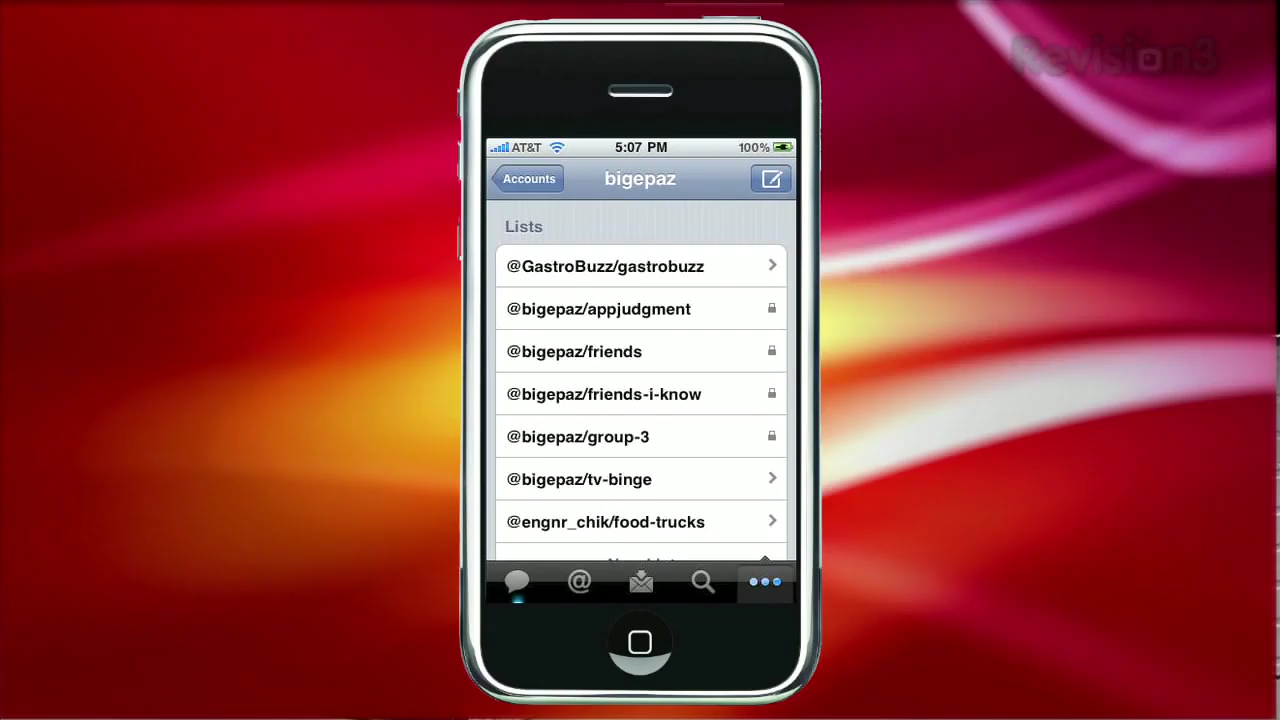 Revision3
AT&T 5:07 PM 100%
Accounts bigepaz
Lists
@GastroBuzz/gastrobuzz
@bigepaz/appjudgment
@bigepaz/friends
@bigepaz/friends-i-know
@bigepaz/group-3
@bigepaz/tv-binge
@engnr_chik/food-trucks